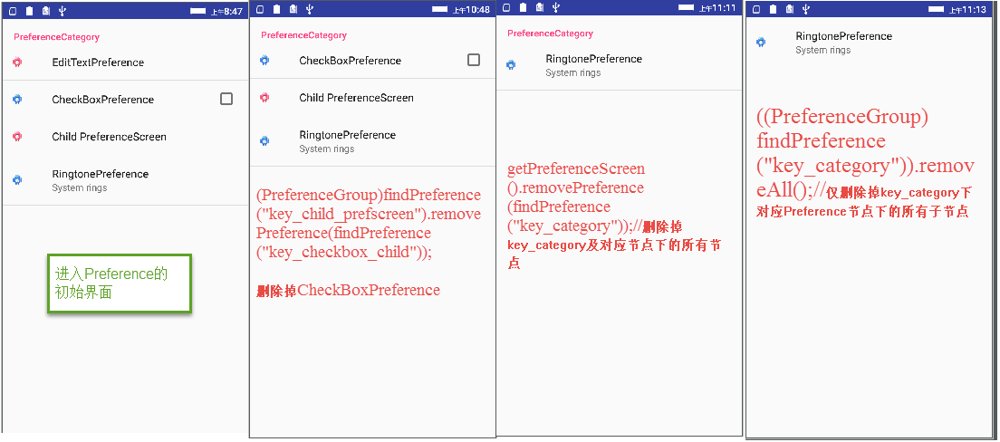 上午8:47
PreferenceCategory
EditTextPreference
CheckBoxPreference
Child PreferenceScreen
RingtonePreference
System rings
进入Preference的
初始界面
上午10:48
PreferenceCategory
CheckBoxPreference
Child PreferenceScreen
RingtonePreference
System rings
(PreferenceGroup)findPreference
("key_child_prefscreen").remove
Preference(findPreference
("key_checkbox_child"));
删除掉CheckBoxPreference
上午11:11
PreferenceCategory
RingtonePreference
System rings
getPreferenceScreen
().removePreference
(findPreference
("key_category"));//删除掉
key_category及对应节点下的所有节
点
上午11:13
RingtonePreference
System rings
((PreferenceGroup)
findPreference
("key_category")).remov
eAll();//仅删除掉key_category下
对应Preference节点下的所有子节点